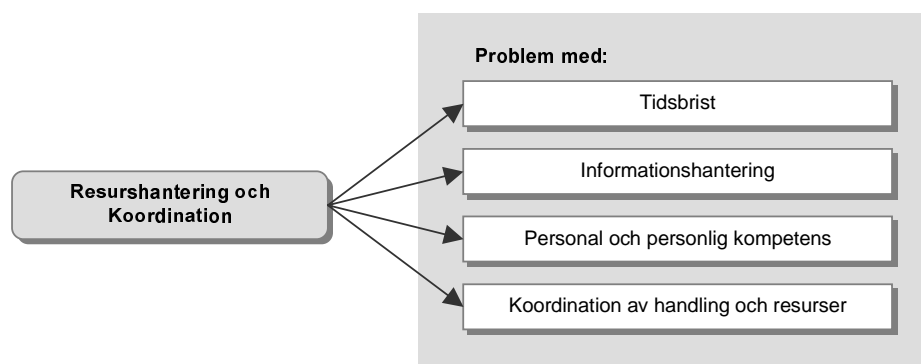 Problem med:
Tidsbrist
Informationshantering
Resurshantering och
Koordination
Personal och personlig kompetens
Koordination av handling och resurser